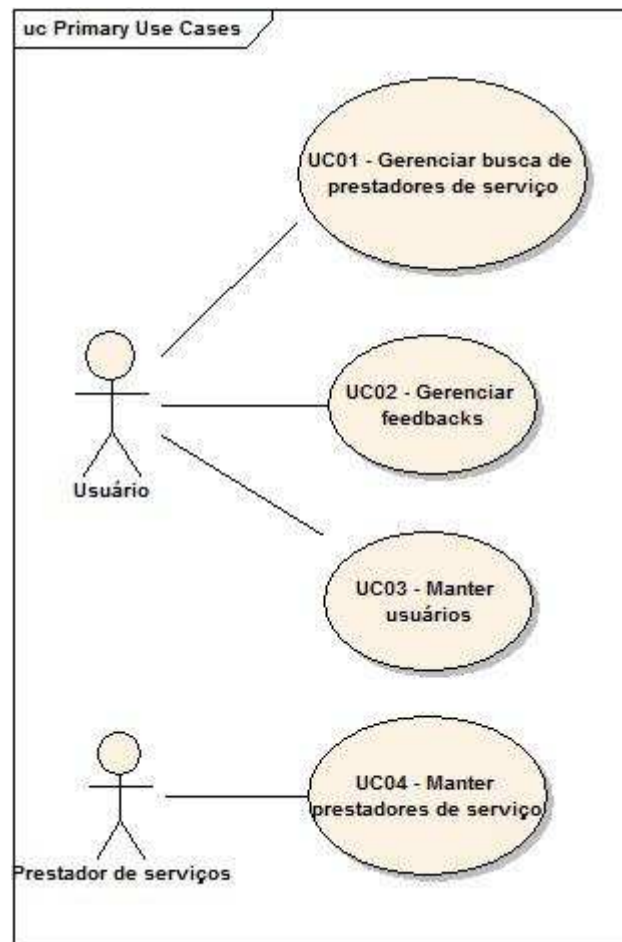 uc Primary Use Cases
UC01 - Gerenciar busca de
prestadores de serviço
UC02 - Gerenciar
feedbacks
Usuário
UC03 - Manter
usuários
UC04 - Manter
prestadores de serviço
Prestador de serviços